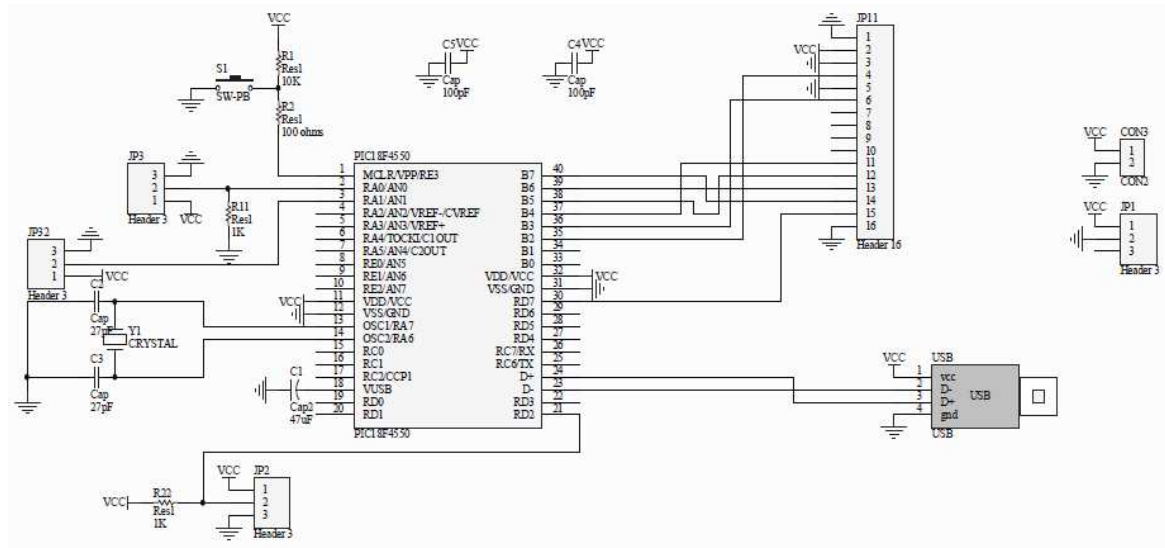 VCC
R1
Res1
10K
S1
SW-PB
R2
Res1
100 ohms
C5
VCC
Cap
100pF
C4
VCC
Cap
100pF
JP11
VCC
1
2
3
4
5
6
7
8
9
10
11
12
13
14
15
16
Header 16
VCC
CON3
1
2
CON2
VCC
JP1
1
2
3
Header 3
JP3
3
2
1
Header 3
VCC
R11
Res1
1K
JP32
3
2
1
Header 3
VCC
C2
Cap
27pF
Y1
CRYSTAL
C3
Cap
27pF
VCC
C1
Cap2
47uF
PIC18F4550
1 MCLR/VPP/RE3 B7 40
2 RA0/AN0 B6 39
3 RA1/AN1 B5 38
4 RA2/AN2/VREF-/CVREF B4 37
5 RA3/AN3/VREF+ B3 36
6 RA4/TOCKI/C1OUT B2 35
7 RA5/AN4/C2OUT B1 34
8 RE0/AN5 B0 33
9 RE1/AN6 VDD/VCC 32
10 RE2/AN7 VSS/GND 31
11 VDD/VCC RD7 30
12 VSS/GND RD6 29
13 OSC1/RA7 RD5 28
14 OSC2/RA6 RD4 27
15 RC0 RC7/RX 26
16 RC1 RC6/TX 25
17 RC2/CCP1 D+ 24
18 VUSB D- 23
19 RD0 RD3 22
20 RD1 RD2 21
PIC18F4550
VCC
VCC
USB
1 vcc
2 D-
3 D+
4 gnd
USB
USB
VCC
R22
Res1
1K
VCC
JP2
1
2
3
Header 3